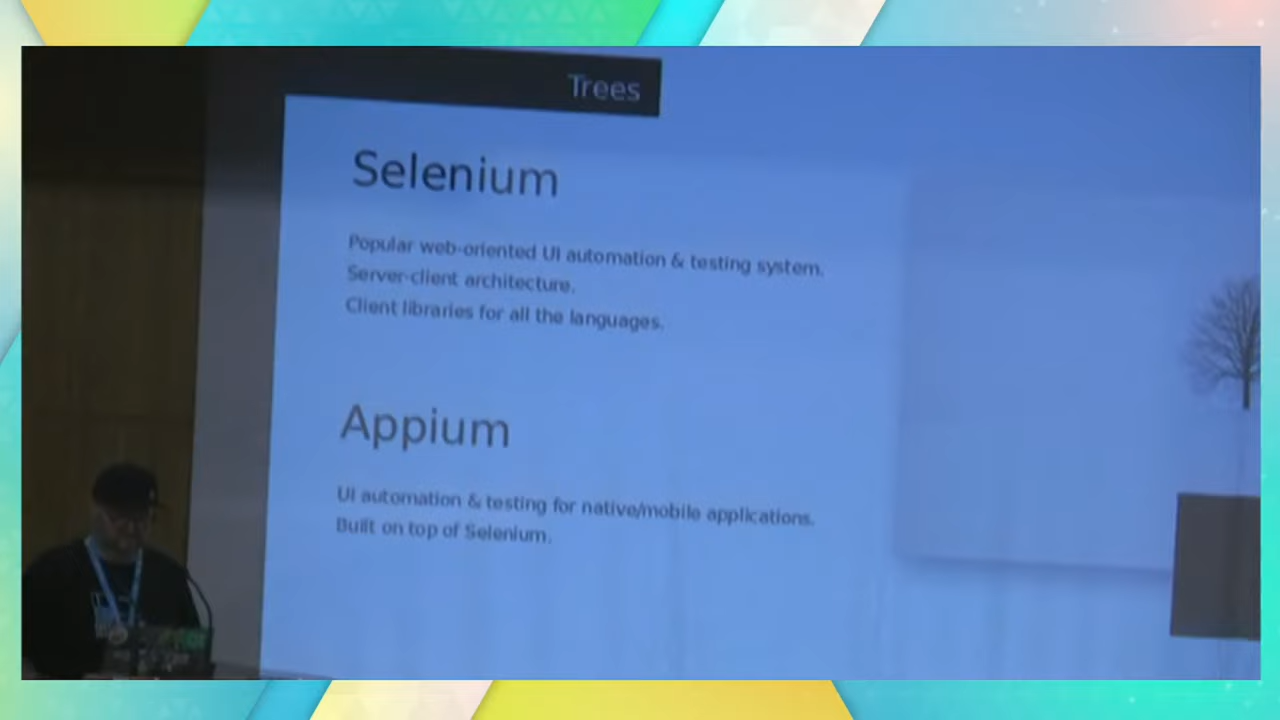 Trees
Selenium
Popular web-oriented UI automation & testing system.
Server-client architecture.
Client libraries for all the languages.
Appium
UI automation & testing for native/mobile applications.
Built on top of Selenium.